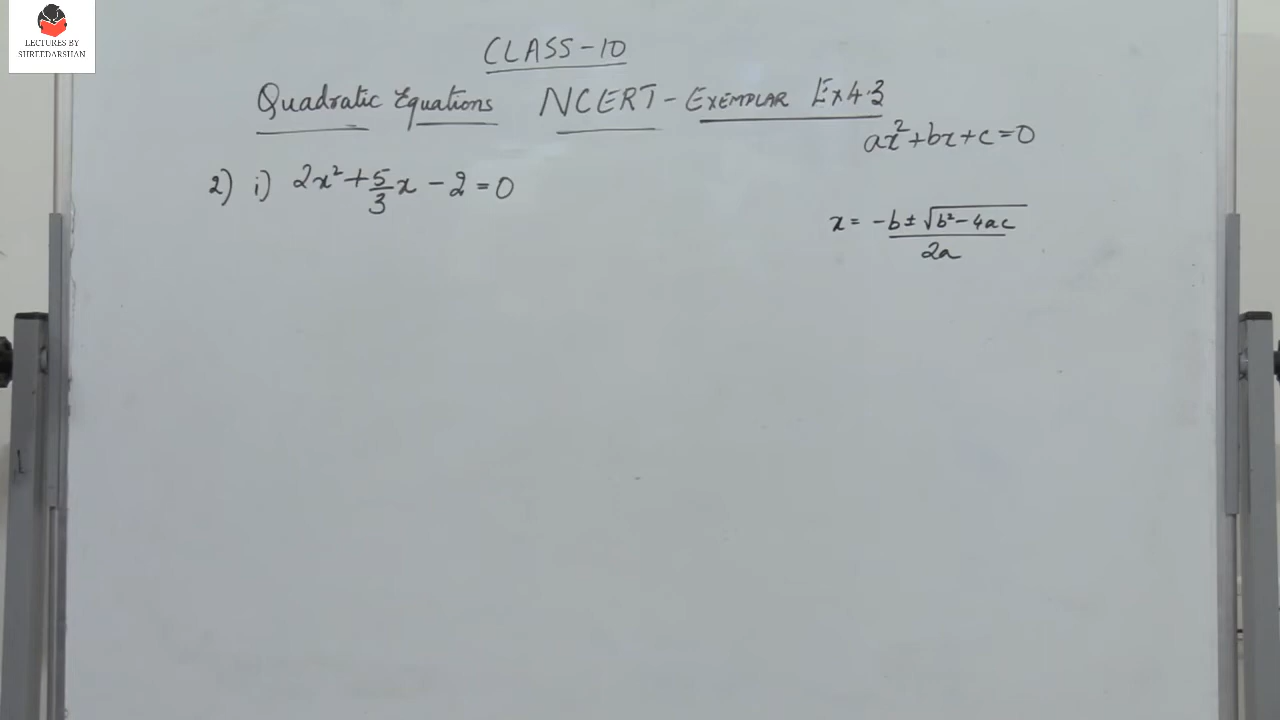 LECTURES BY
SHREEDARSHAN
CLASS-10
Quadratic Equations NCERT- EXEMPLAR Ex4.3
ax²+bx+c=0
2) i) 2x²+5/3x-2=0
x = -b±√b²-4ac/2a